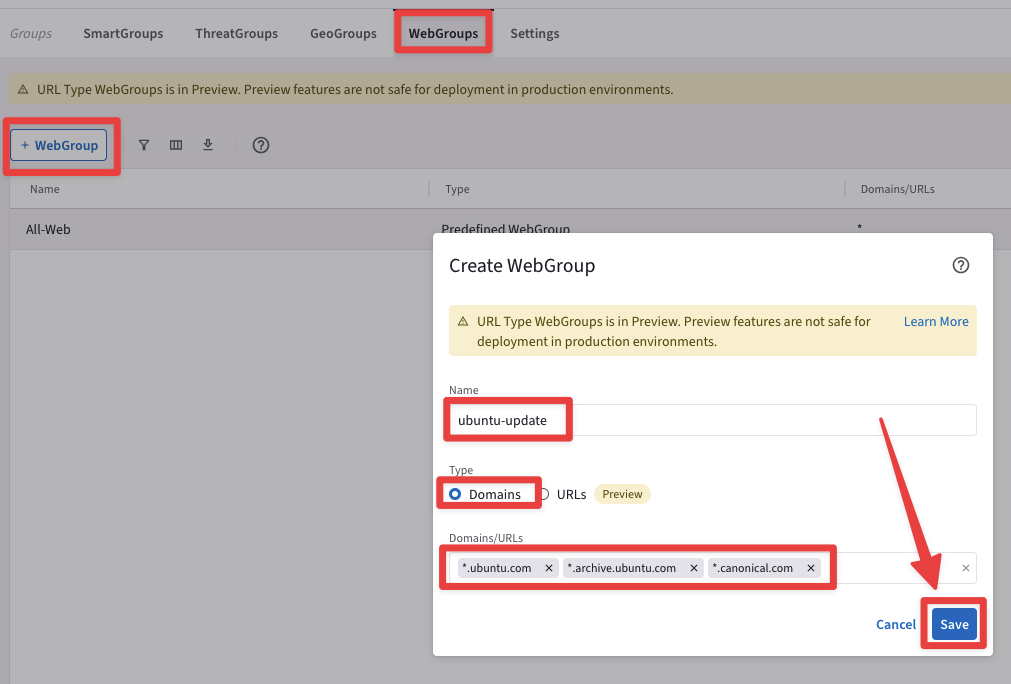 Groups SmartGroups ThreatGroups GeoGroups WebGroups Settings
URL Type WebGroups is in Preview. Preview features are not safe for deployment in production environments.
+ WebGroup
Name Type Domains/URLs
All-Web Predefined WebGroup *
Create WebGroup
URL Type WebGroups is in Preview. Preview features are not safe for Learn More
deployment in production environments.
Name
ubuntu-update
Type
Domains URLs Preview
Domains/URLs
*.ubuntu.com *.archive.ubuntu.com *.canonical.com
Cancel Save